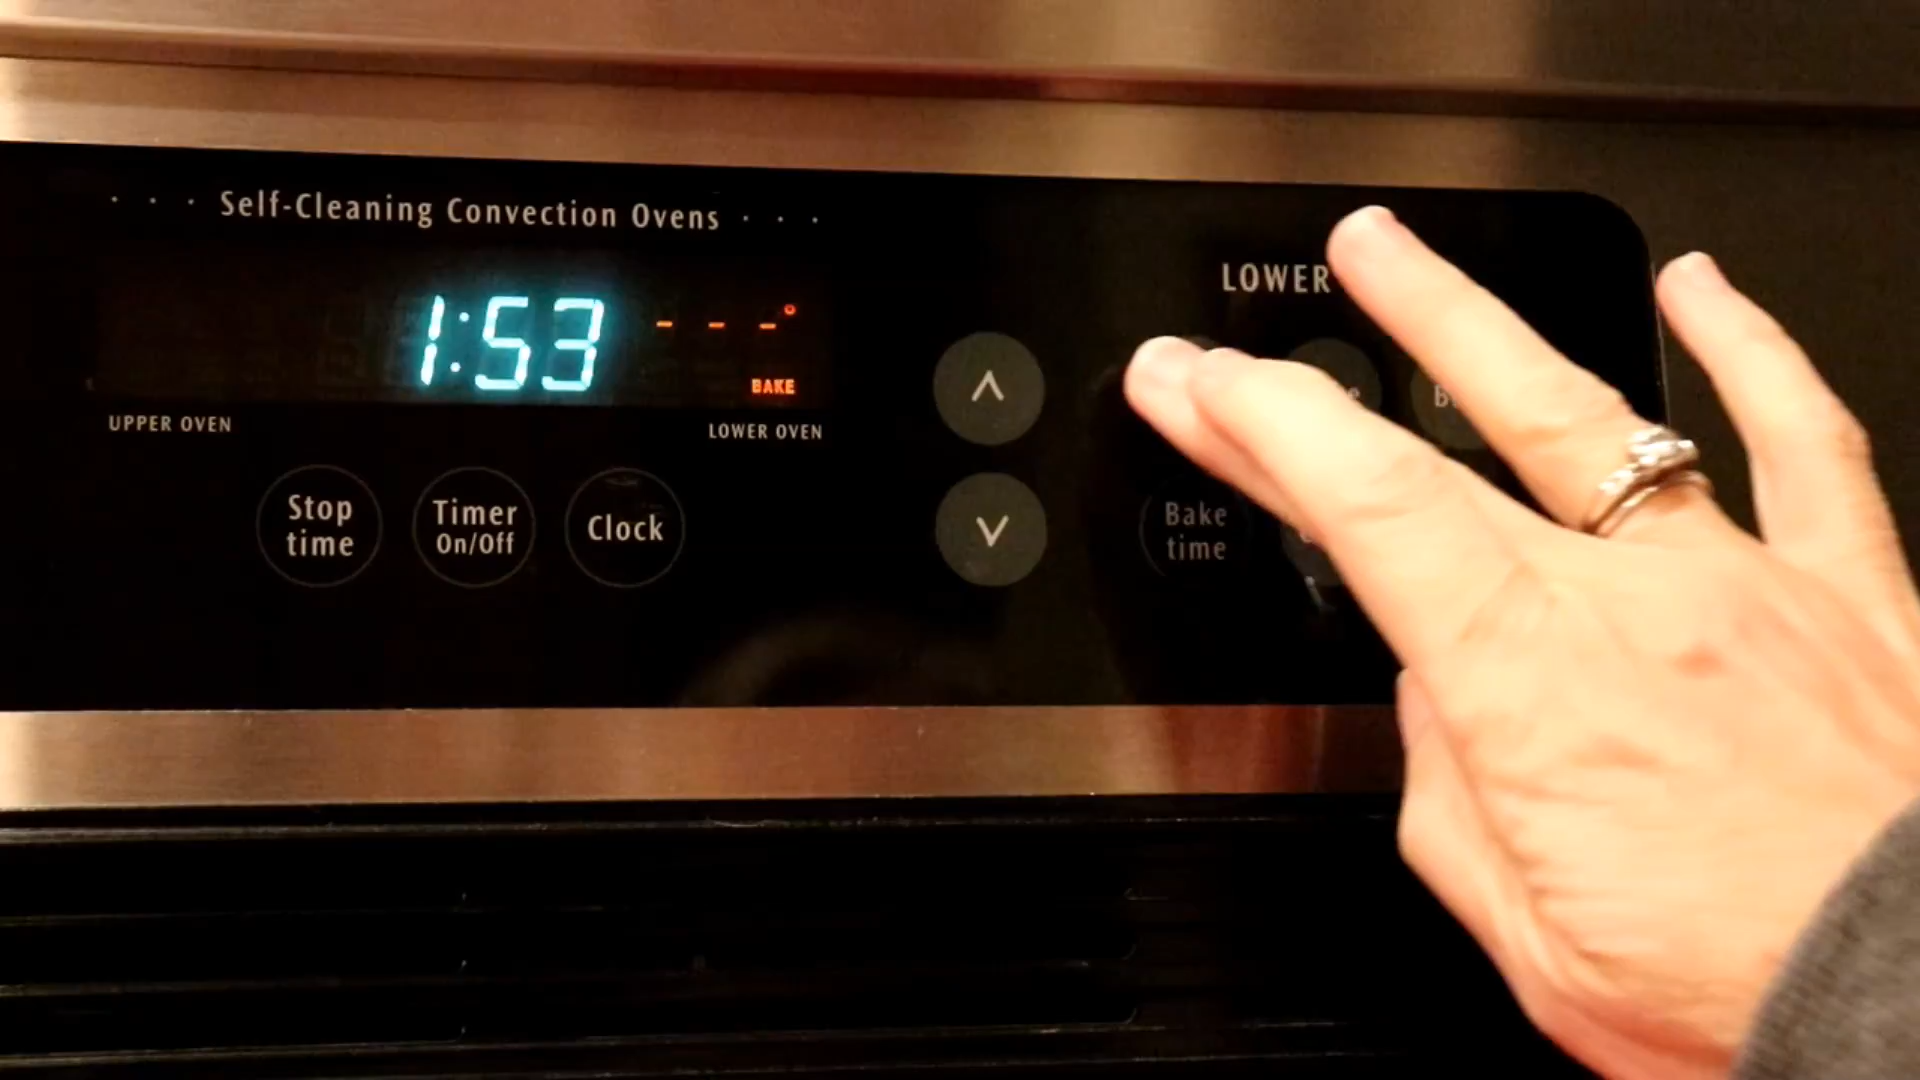 · · · Self-Cleaning Convection Ovens · · ·
1:53 - - -°
BAKE
UPPER OVEN
LOWER OVEN
Stop
time
Timer
On/Off
Clock
LOWER
Bake
time